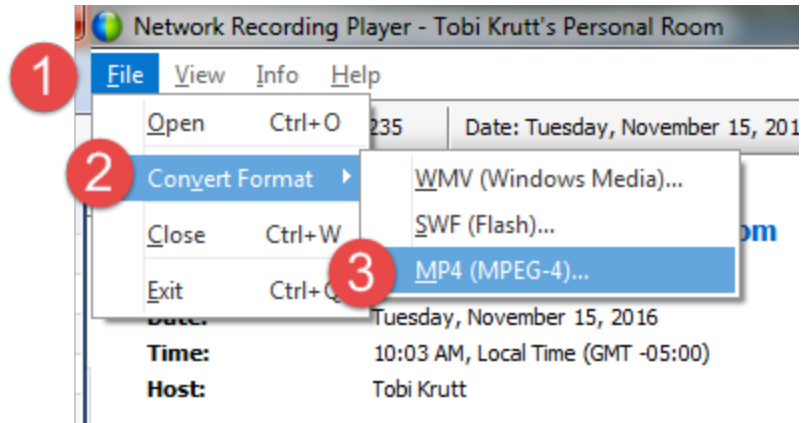 Network Recording Player - Tobi Krutt's Personal Room
1
File View Info Help
Open Ctrl+O
235 Date: Tuesday, November 15, 201
2
Convert Format
WMV (Windows Media)...
Close Ctrl+W
SWF (Flash)...
om
3
MP4 (MPEG-4)...
Exit Ctrl+Q
Date: Tuesday, November 15, 2016
Time: 10:03 AM, Local Time (GMT -05:00)
Host: Tobi Krutt